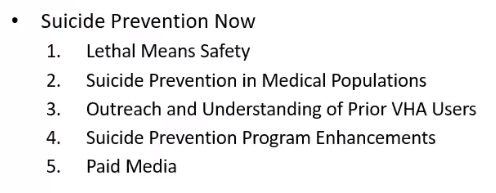 • Suicide Prevention Now
1. Lethal Means Safety
2. Suicide Prevention in Medical Populations
3. Outreach and Understanding of Prior VHA Users
4. Suicide Prevention Program Enhancements
5. Paid Media